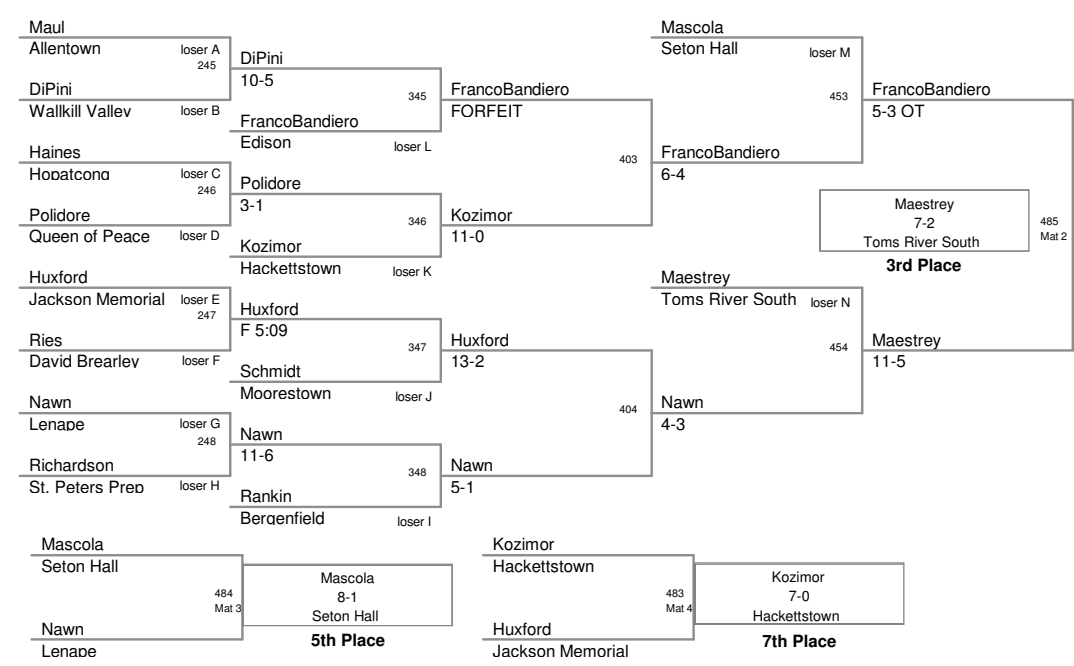 Maul
Allentown loser A
245
DiPini
Wallkill Valley loser B
Haines
Hopatcong loser C
246
Polidore
Queen of Peace loser D
Huxford
Jackson Memorial loser E
247
Ries
David Brearley loser F
Nawn
Lenape loser G
248
Richardson
St. Peters Prep loser H
DiPini
10-5
345
FrancoBandiero
Edison loser L
Polidore
3-1
346
Kozimor
Hackettstown loser K
Huxford
F 5:09
347
Schmidt
Moorestown loser J
Nawn
11-6
348
Rankin
Bergenfield loser I
FrancoBandiero
FORFEIT
403
Kozimor
11-0
Huxford
13-2
404
Nawn
5-1
Mascola
Seton Hall loser M
453
FrancoBandiero
6-4
Maestrey
Toms River South loser N
454
Nawn
4-3
FrancoBandiero
5-3 OT
Maestrey
7-2
Toms River South
3rd Place
485
Mat 2
Maestrey
11-5
Mascola
Seton Hall
484
Mat 3
Nawn
Lenape
Mascola
8-1
Seton Hall
5th Place
Kozimor
Hackettstown
483
Mat 4
Huxford
Jackson Memorial
Kozimor
7-0
Hackettstown
7th Place